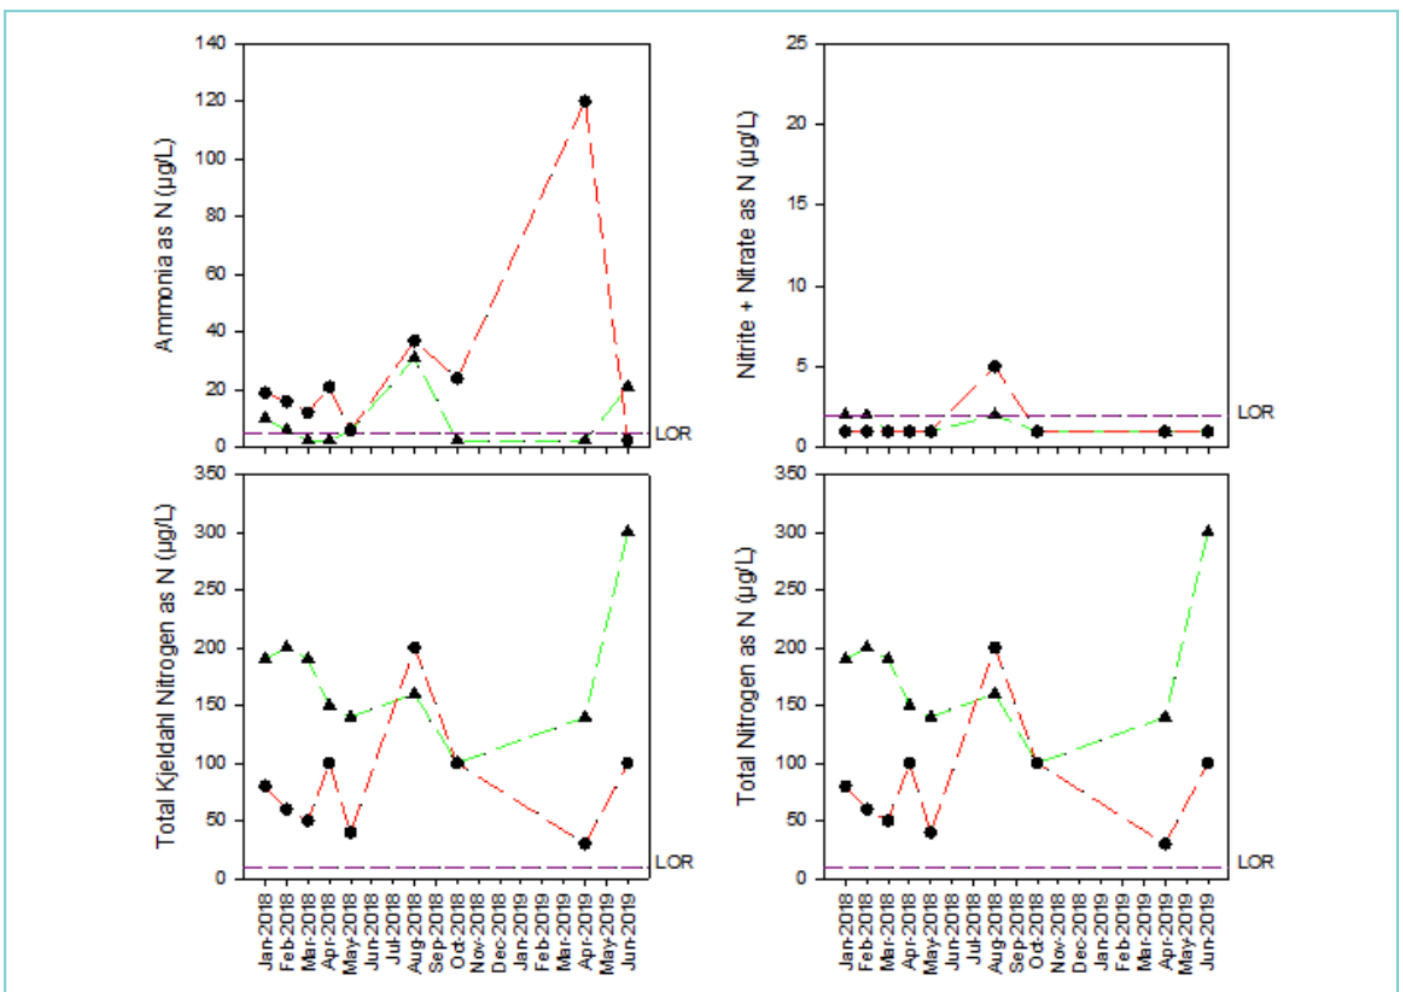 Ammonia as N (µg/L)
140
120
100
80
60
40
20
0
LOR
Nitrite + Nitrate as N (µg/L)
25
20
15
10
5
0
LOR
Total Kjeldahl Nitrogen as N (µg/L)
350
300
250
200
150
100
50
0
LOR
Jan-2018
Feb-2018
Mar-2018
Apr-2018
May-2018
Jun-2018
Jul-2018
Aug-2018
Sep-2018
Oct-2018
Nov-2018
Dec-2018
Jan-2019
Feb-2019
Mar-2019
Apr-2019
May-2019
Jun-2019
Total Nitrogen as N (µg/L)
350
300
250
200
150
100
50
0
LOR
Jan-2018
Feb-2018
Mar-2018
Apr-2018
May-2018
Jun-2018
Jul-2018
Aug-2018
Sep-2018
Oct-2018
Nov-2018
Dec-2018
Jan-2019
Feb-2019
Mar-2019
Apr-2019
May-2019
Jun-2019